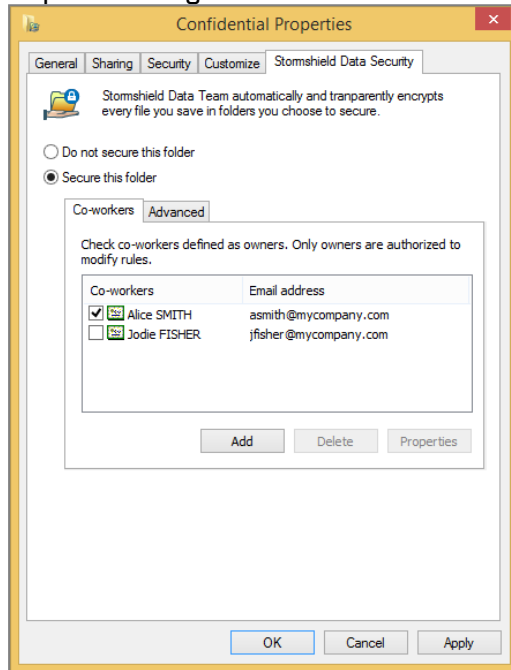 Confidential Properties
General Sharing Security Customize Stormshield Data Security
Stormshield Data Team automatically and tranparently encrypts
every file you save in folders you choose to secure.
Do not secure this folder
Secure this folder
Co-workers Advanced
Check co-workers defined as owners. Only owners are authorized to
modify rules.
Co-workers Email address
Alice SMITH asmith@mycompany.com
Jodie FISHER jfisher@mycompany.com
Add Delete Properties
OK Cancel Apply